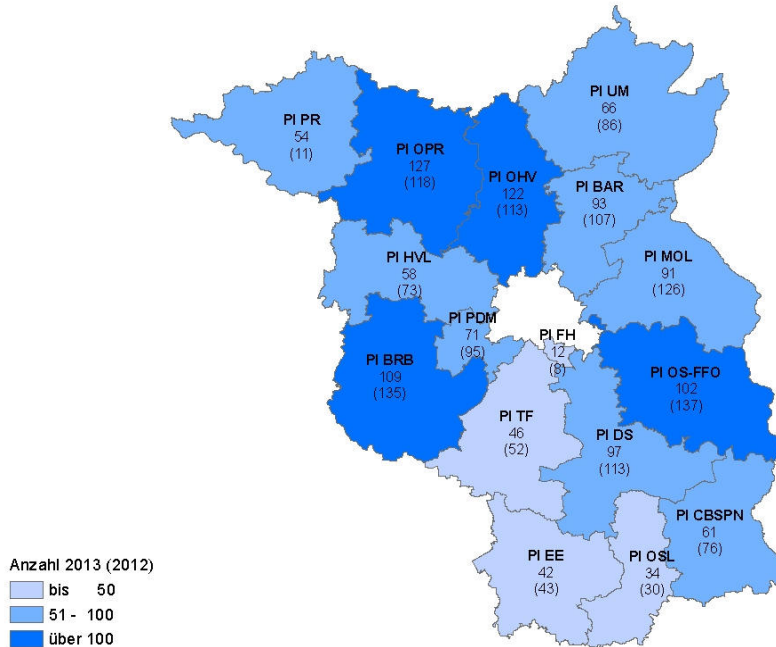 PI UM
66
(86)
PI PR
54
(11)
PI OPR
127
(118)
PI OHV
122
(113)
PI BAR
93
(107)
PI HVL
58
(73)
PI MOL
91
(126)
PI PDM
71
(95)
PI FH
12
(8)
PI BRB
109
(135)
PI OS-FFO
102
(137)
PI TF
46
(52)
PI DS
97
(113)
PI CBSPN
61
(76)
PI EE
42
(43)
PI OSL
34
(30)
Anzahl 2013 (2012)
bis 50
51 - 100
über 100